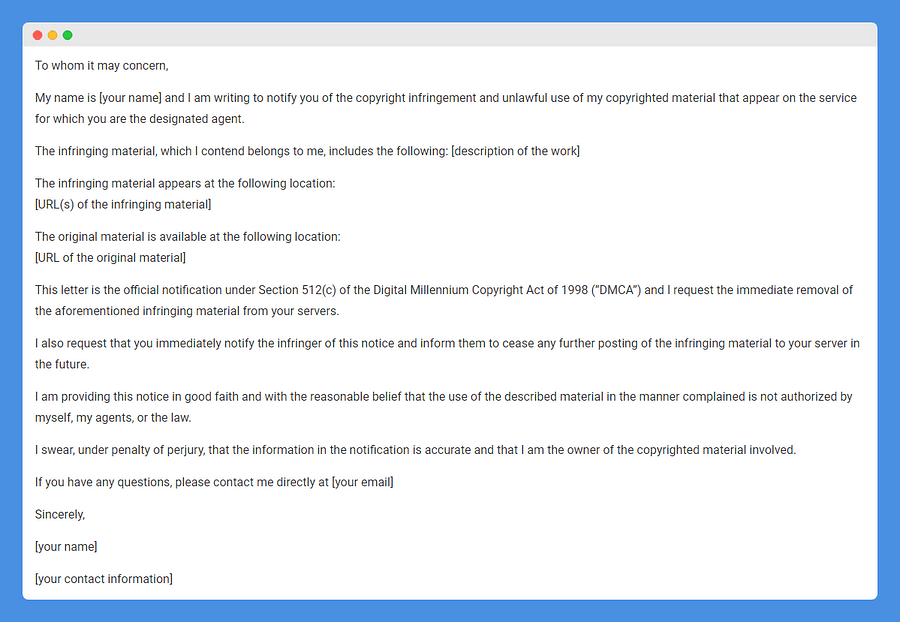 To whom it may concern,
My name is [your name] and I am writing to notify you of the copyright infringement and unlawful use of my copyrighted material that appear on the service
for which you are the designated agent.
The infringing material, which I contend belongs to me, includes the following: [description of the work]
The infringing material appears at the following location:
[URL(s) of the infringing material]
The original material is available at the following location:
[URL of the original material]
This letter is the official notification under Section 512(c) of the Digital Millennium Copyright Act of 1998 (“DMCA”) and I request the immediate removal of
the aforementioned infringing material from your servers.
I also request that you immediately notify the infringer of this notice and inform them to cease any further posting of the infringing material to your server in
the future.
I am providing this notice in good faith and with the reasonable belief that the use of the described material in the manner complained is not authorized by
myself, my agents, or the law.
I swear, under penalty of perjury, that the information in the notification is accurate and that I am the owner of the copyrighted material involved.
If you have any questions, please contact me directly at [your email]
Sincerely,
[your name]
[your contact information]